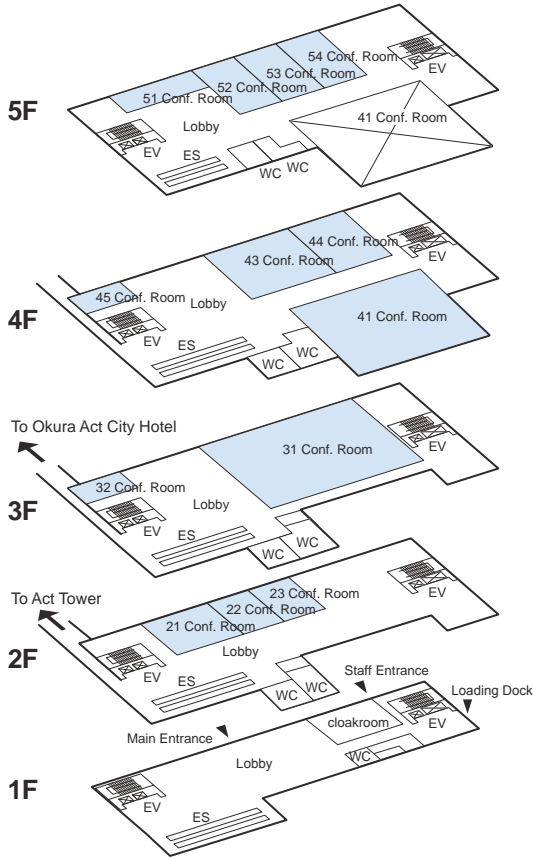 54 Conf. Room
53 Conf. Room
52 Conf. Room
51 Conf. Room
EV
5F
41 Conf. Room
Lobby
EV
ES
WC
WC
44 Conf. Room
43 Conf. Room
EV
45 Conf. Room
Lobby
4F
41 Conf. Room
EV
ES
WC
WC
To Okura Act City Hotel
31 Conf. Room
EV
32 Conf. Room
Lobby
3F
EV
ES
WC
WC
To Act Tower
23 Conf. Room
22 Conf. Room
21 Conf. Room
EV
Lobby
2F
EV
ES
WC
WC
Staff Entrance
Loading Dock
Main Entrance
cloakroom
EV
WC
Lobby
1F
EV
ES